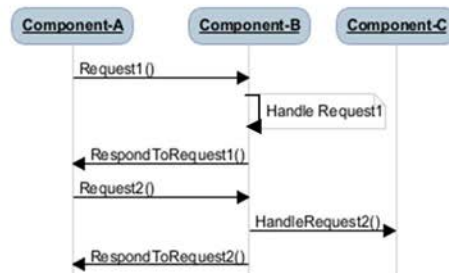 Component-A Component-B Component-C
Request1()
Handle Request1
RespondToRequest1()
Request2()
HandleRequest2()
RespondToRequest2()